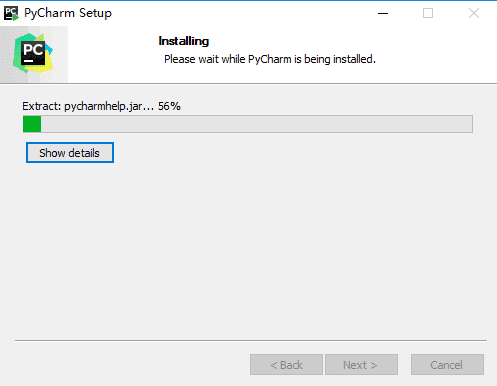 PyCharm Setup
PC
Installing
Please wait while PyCharm is being installed.
Extract: pycharmhelp.jar... 56%
Show details
< Back
Next >
Cancel